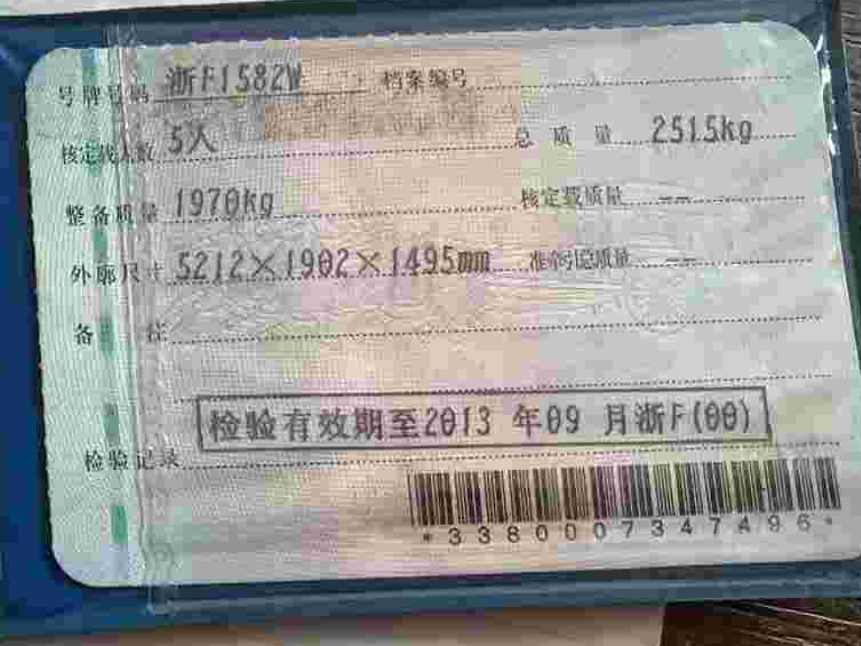 号牌号码 浙F1582W 档案编号
核定载人数 5人 总质量 2515kg
整备质量 1970kg 核定载质量 --
外廓尺寸 5212×1902×1495mm 准牵引总质量 --
备注
检验有效期至2013 年09 月浙F(00)
检验记录
*3380007347496*